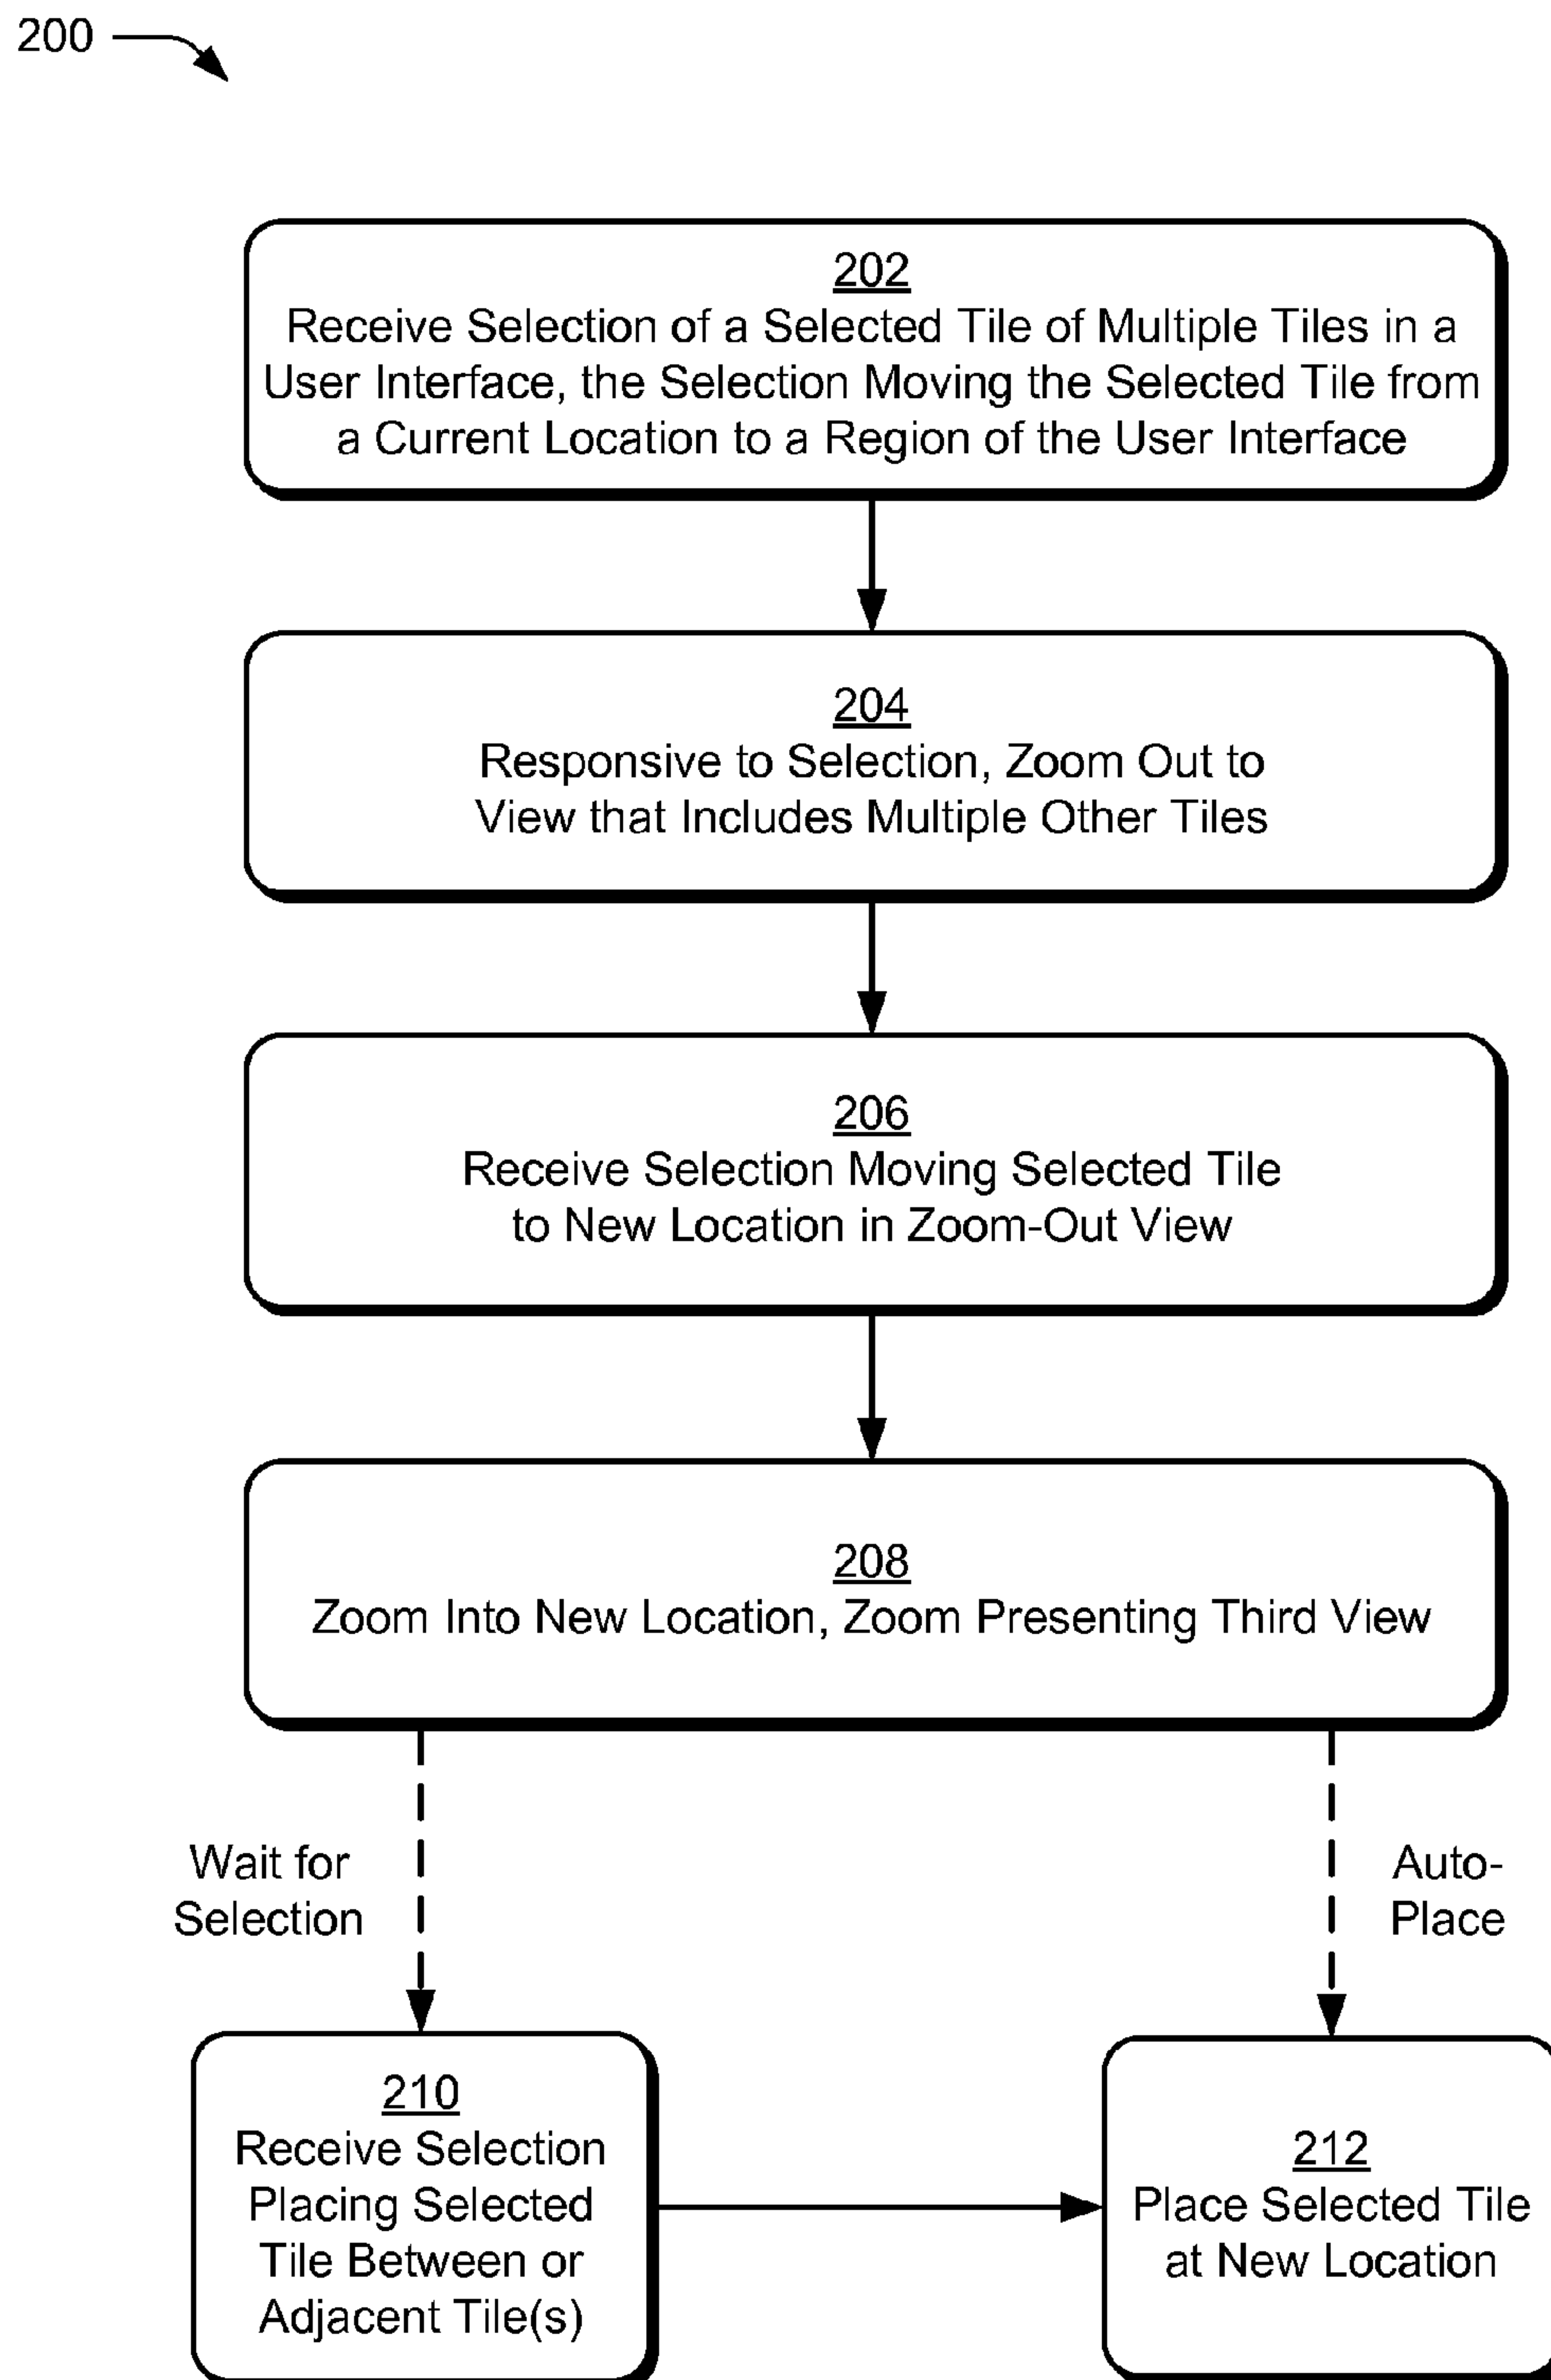 200
202
Receive Selection of a Selected Tile of Multiple Tiles in a
User Interface, the Selection Moving the Selected Tile from
a Current Location to a Region of the User Interface
204
Responsive to Selection, Zoom Out to
View that Includes Multiple Other Tiles
206
Receive Selection Moving Selected Tile
to New Location in Zoom-Out View
208
Zoom Into New Location, Zoom Presenting Third View
Wait for
Selection
Auto-
Place
210
Receive Selection
Placing Selected
Tile Between or
Adjacent Tile(s)
212
Place Selected Tile
at New Location